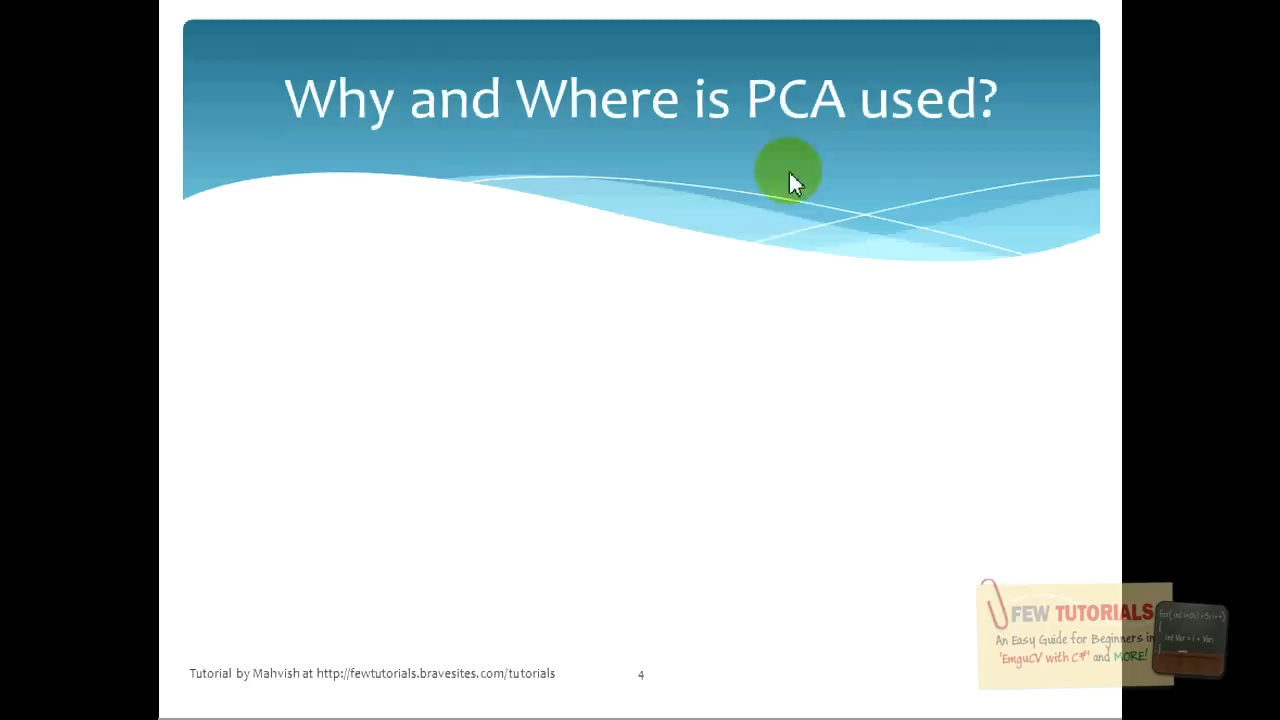 Why and Where is PCA used?
FEW TUTORIALS
An Easy Guide for Beginners in
'EmguCV with C#' and MORE!
Tutorial by Mahvish at http://fewtutorials.bravesites.com/tutorials
4